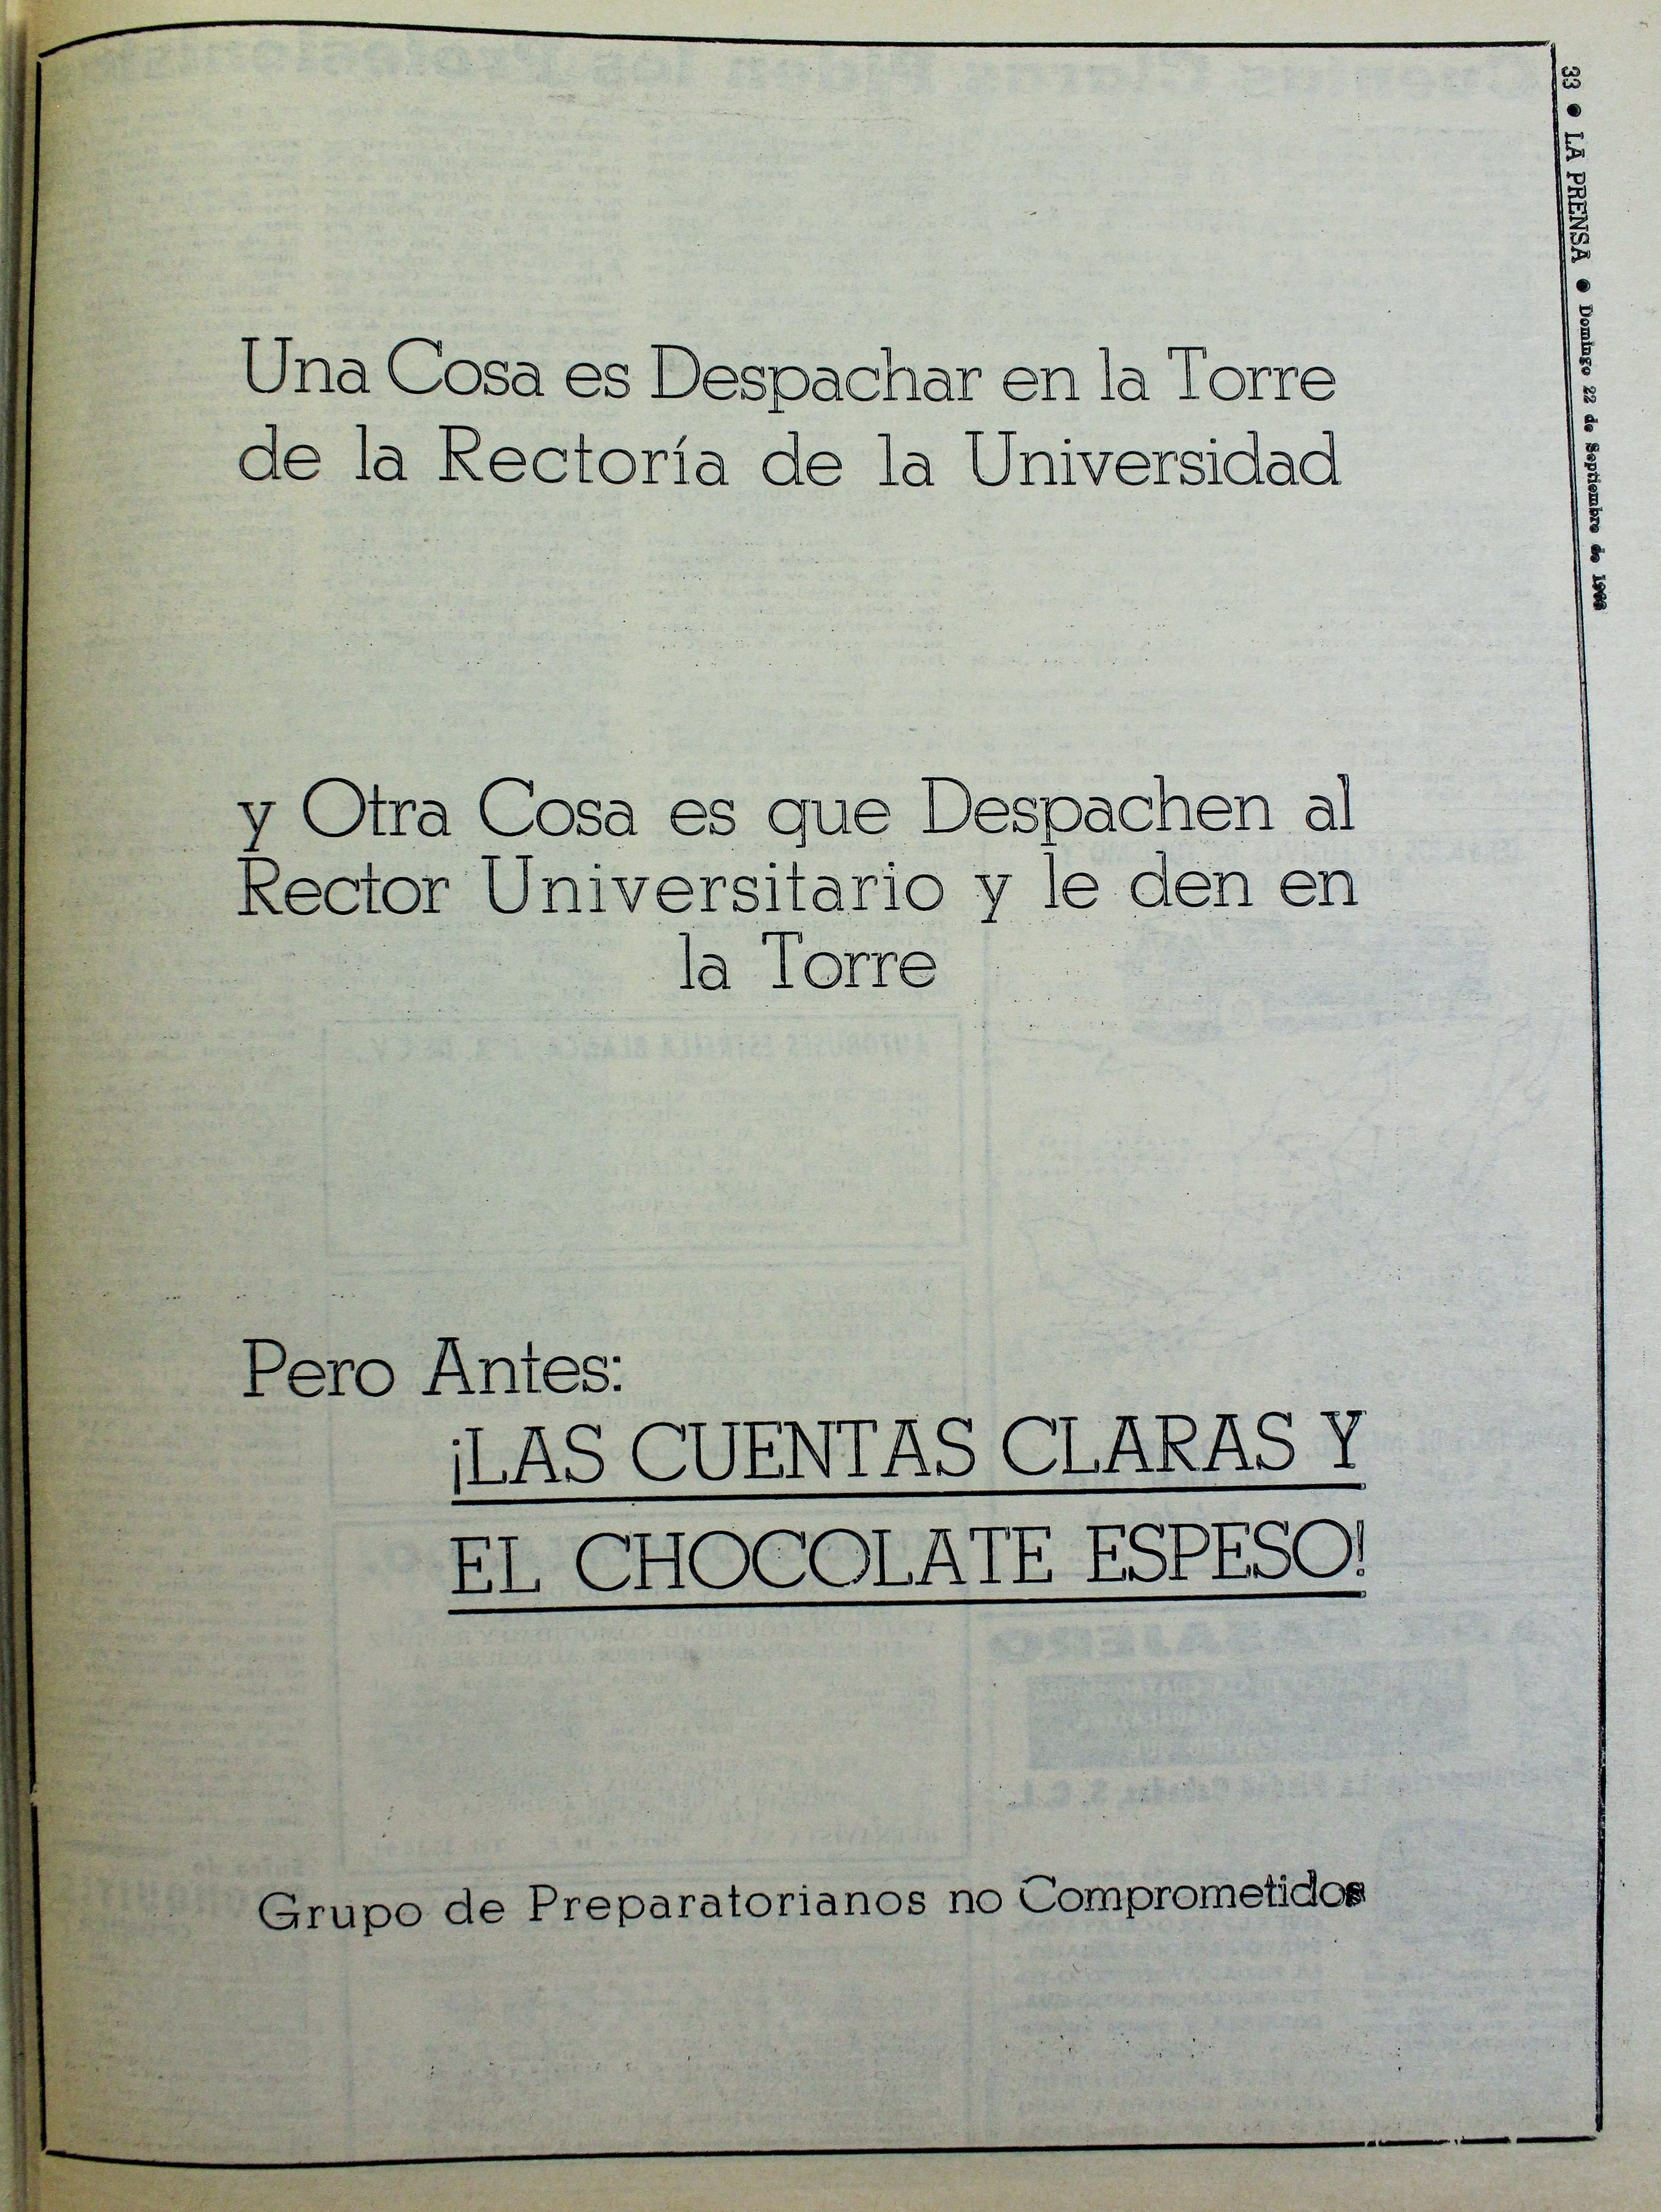 33 ● LA PRENSA ● Domingo 22 de Septiembre de 1968
Una Cosa es Despachar en la Torre
de la Rectoría de la Universidad
y Otra Cosa es que Despachen al
Rector Universitario y le den en
la Torre
Pero Antes:
¡LAS CUENTAS CLARAS Y
EL CHOCOLATE ESPESO!
Grupo de Preparatorianos no Comprometidos